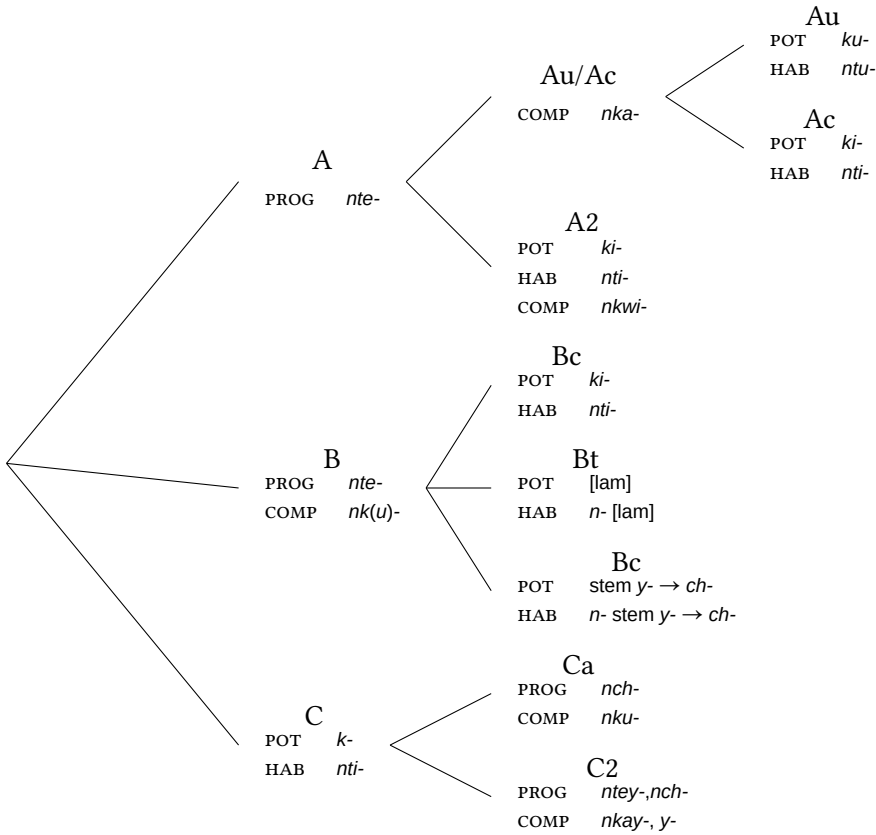 Au
POT ku-
HAB ntu-
Au/Ac
COMP nka-
Ac
POT ki-
HAB nti-
A
PROG nte-
A2
POT ki-
HAB nti-
COMP nkwi-
Bc
POT ki-
HAB nti-
B
PROG nte-
COMP nk(u)-
Bt
POT [lam]
HAB n- [lam]
Bc
POT stem y- → ch-
HAB n- stem y- → ch-
Ca
PROG nch-
COMP nku-
C
POT k-
HAB nti-
C2
PROG ntey-,nch-
COMP nkay-, y-